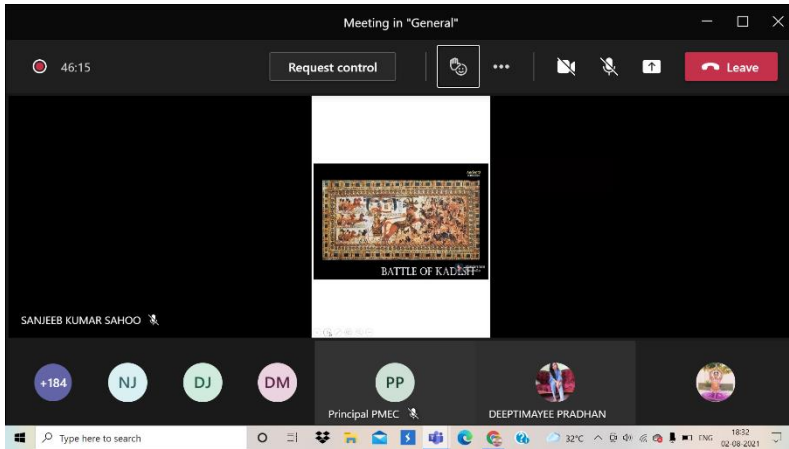 Meeting in "General"
46:15
Request control
Leave
BATTLE OF KADESH
SANJEEB KUMAR SAHOO
+184
NJ
DJ
DM
PP
Principal PMEC
DEEPTIMAYEE PRADHAN
Type here to search
32°C
ENG
18:32
02-08-2021